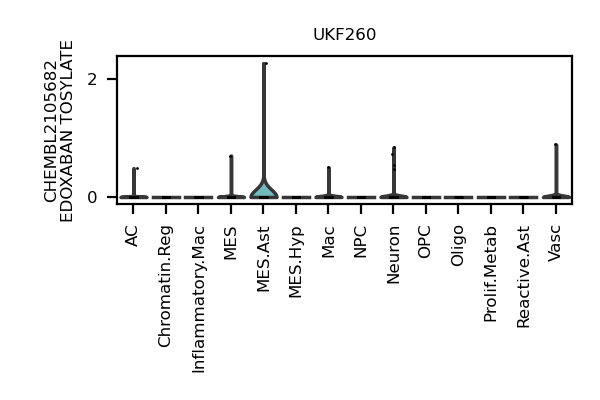 UKF260
CHEMBL2105682
EDOXABAN TOSYLATE
2
0
AC
Chromatin.Reg
Inflammatory.Mac
MES
MES.Ast
MES.Hyp
Mac
NPC
Neuron
OPC
Oligo
Prolif.Metab
Reactive.Ast
Vasc